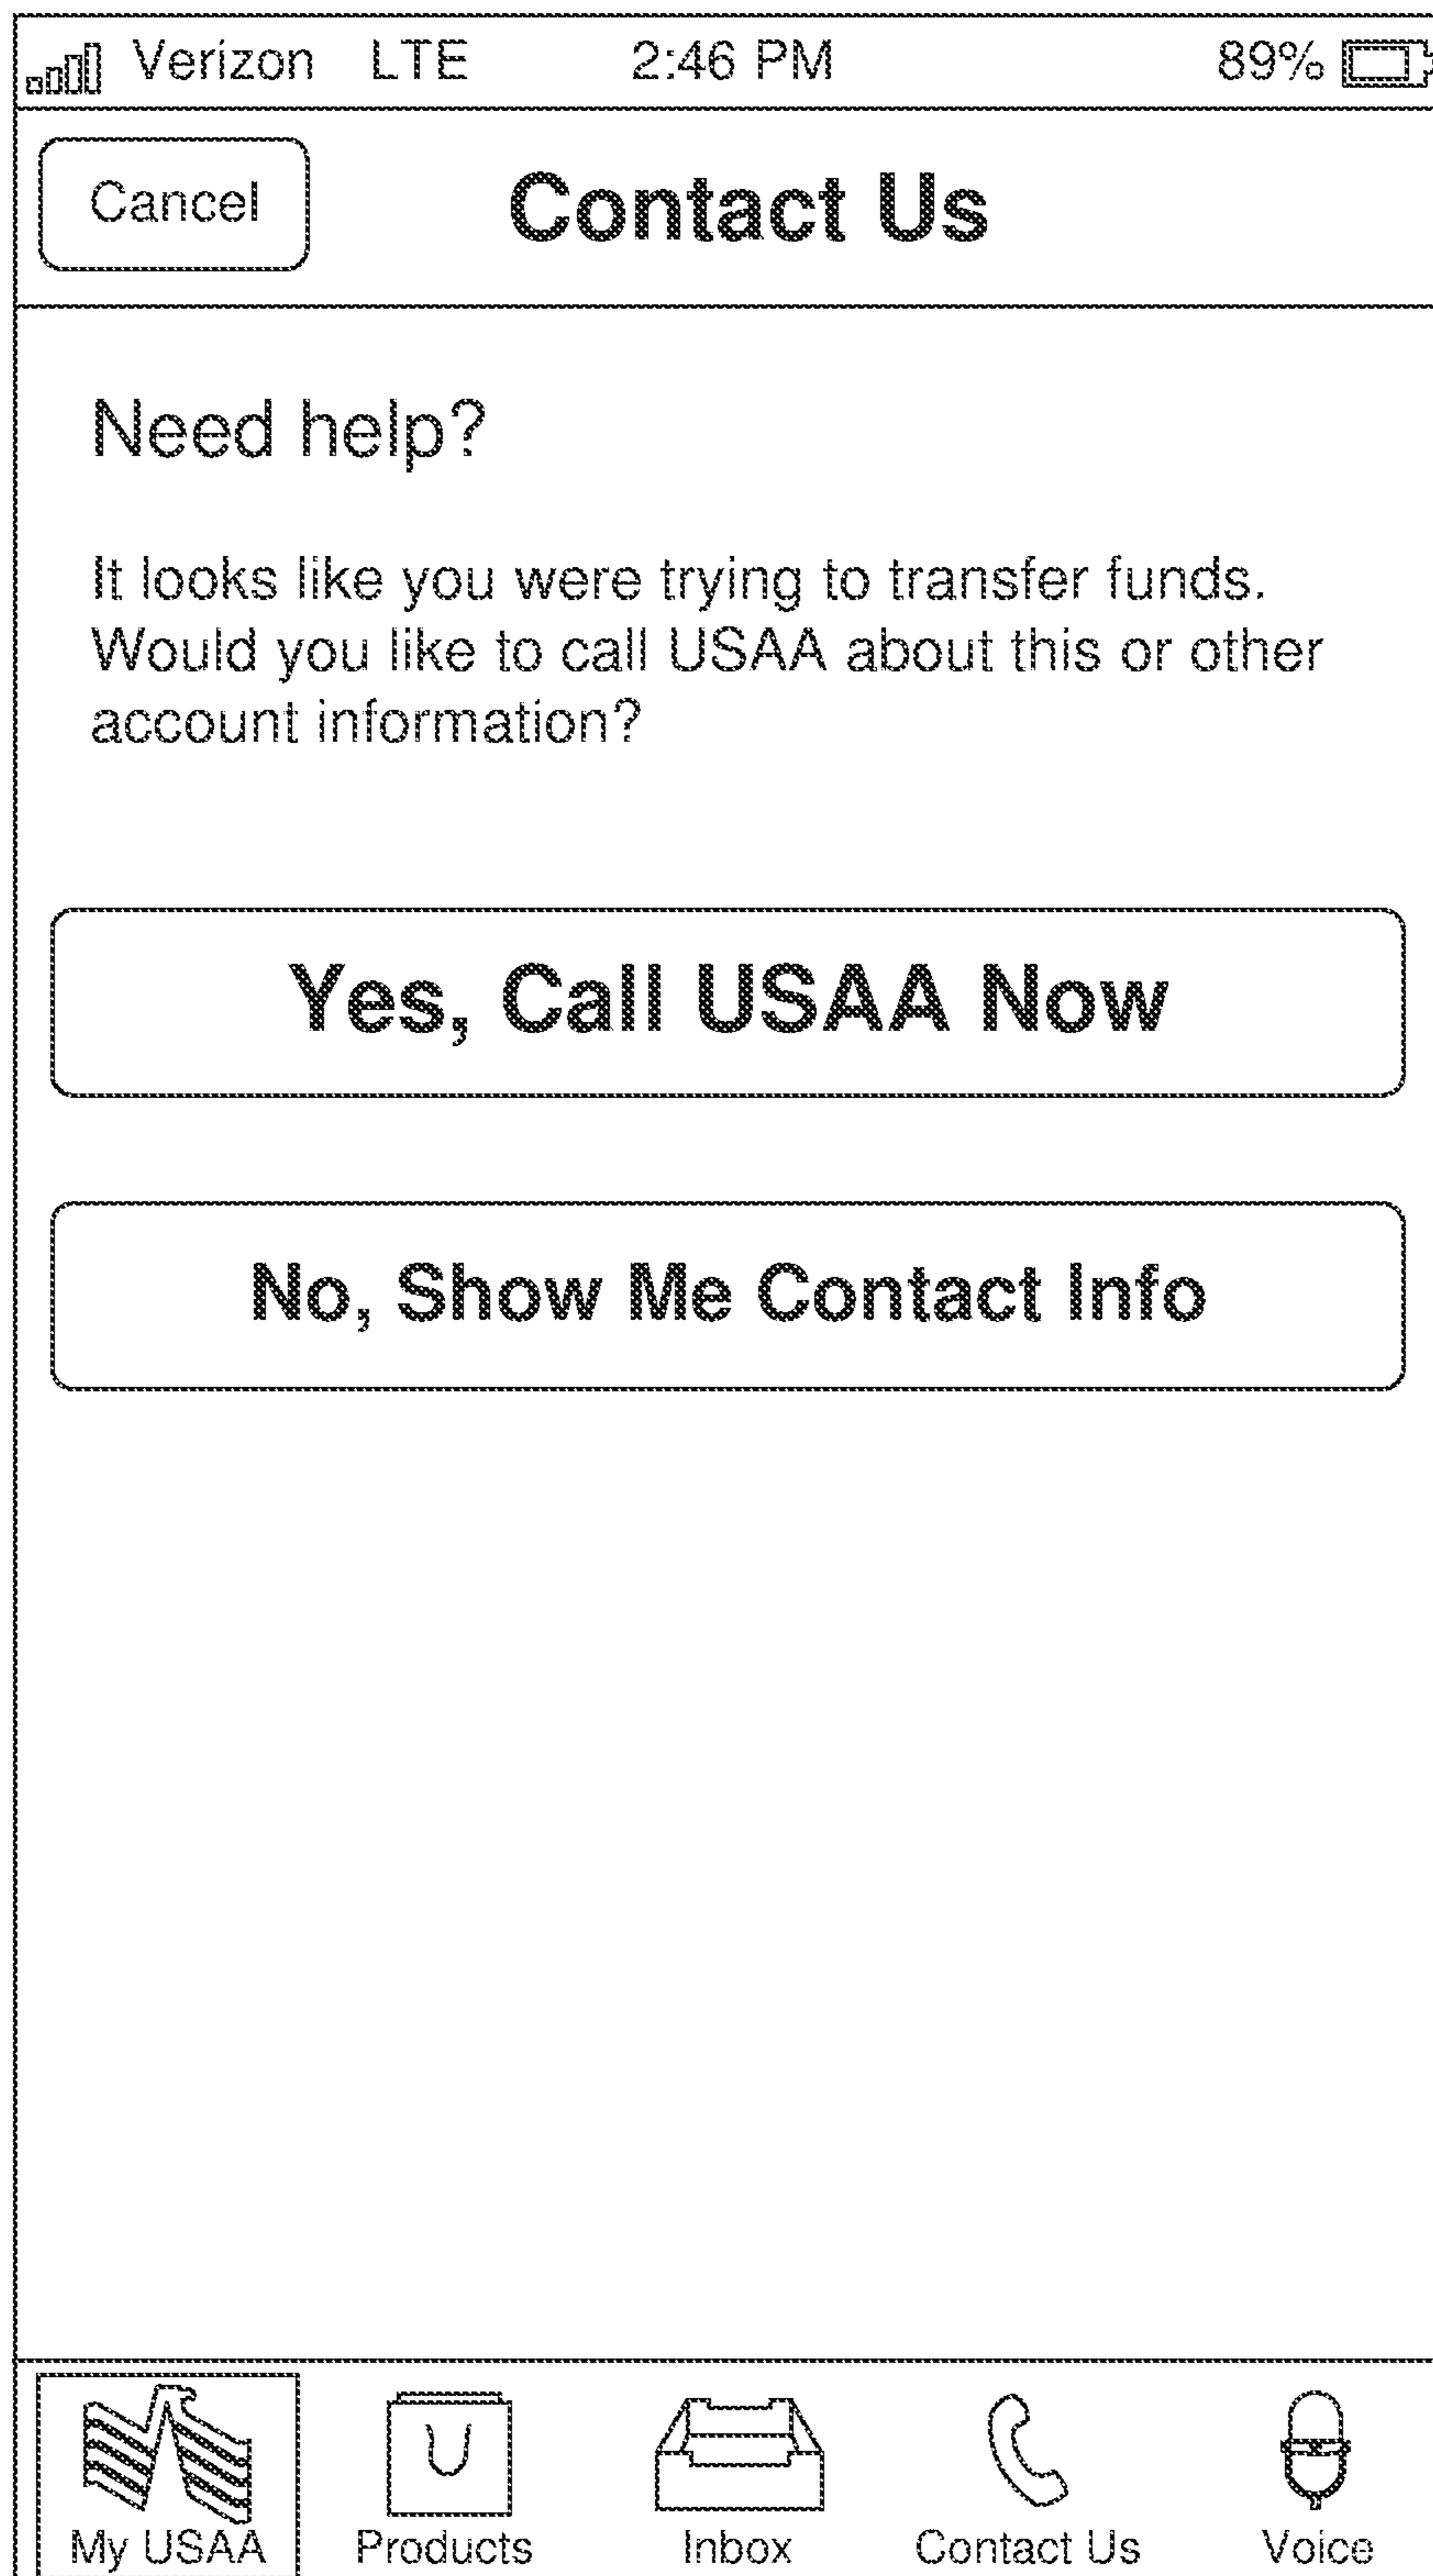 Verizon LTE 2:46 PM 89%
Cancel Contact Us
Need help?
It looks like you were trying to transfer funds.
Would you like to call USAA about this or other
account information?
Yes, Call USAA Now
No, Show Me Contact Info
My USAA Products Inbox Contact Us Voice